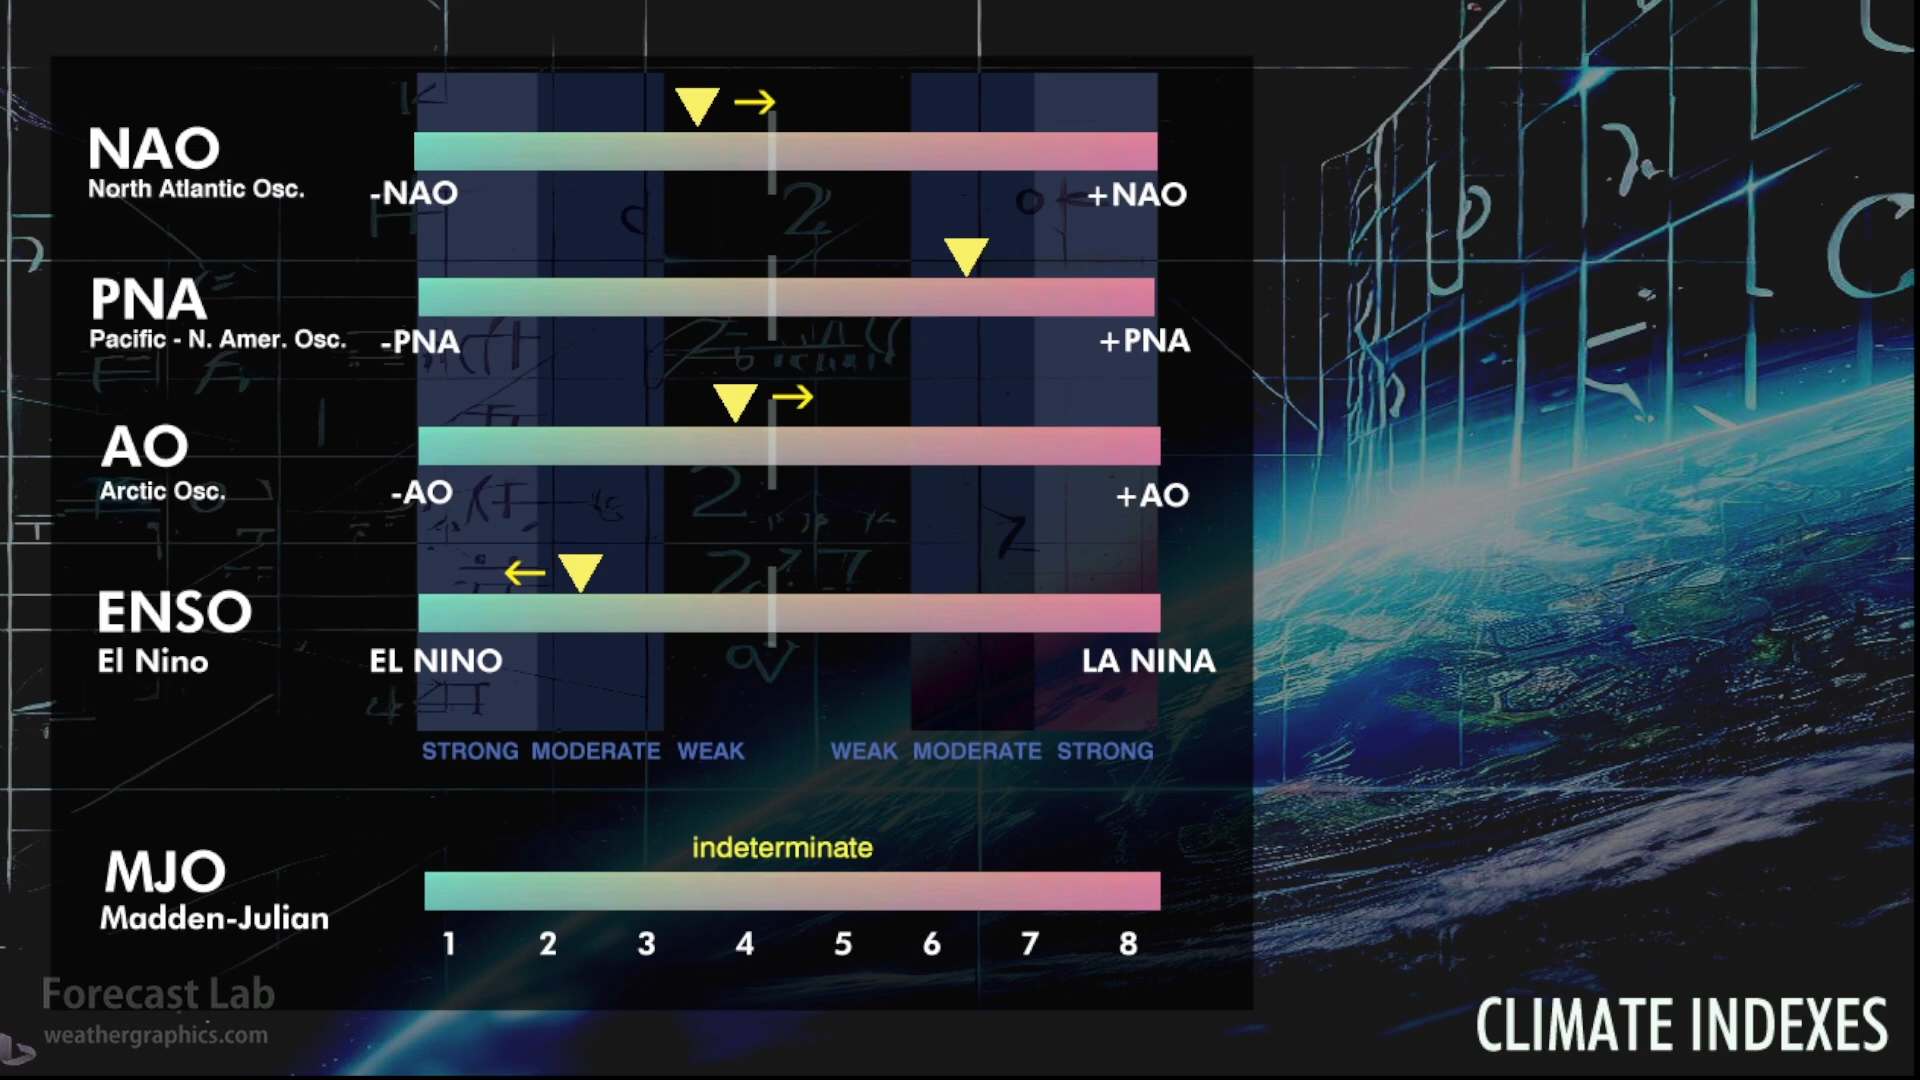 NAO
North Atlantic Osc.
-NAO
+NAO
PNA
Pacific - N. Amer. Osc.
-PNA
+PNA
AO
Arctic Osc.
-AO
+AO
ENSO
El Nino
EL NINO
LA NINA
STRONG MODERATE WEAK WEAK MODERATE STRONG
indeterminate
MJO
Madden-Julian
1 2 3 4 5 6 7 8
Forecast Lab
weathergraphics.com
CLIMATE INDEXES